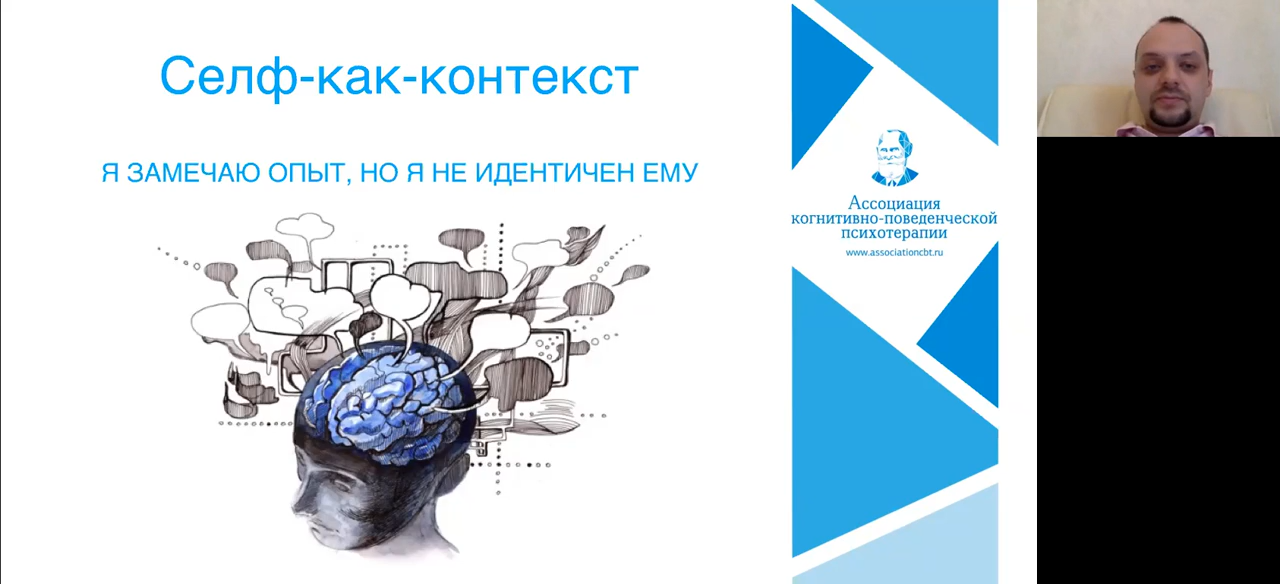 Селф-как-контекст
Я ЗАМЕЧАЮ ОПЫТ, НО Я НЕ ИДЕНТИЧЕН ЕМУ
Ассоциация
когнитивно-поведенческой
психотерапии
www.associationcbt.ru